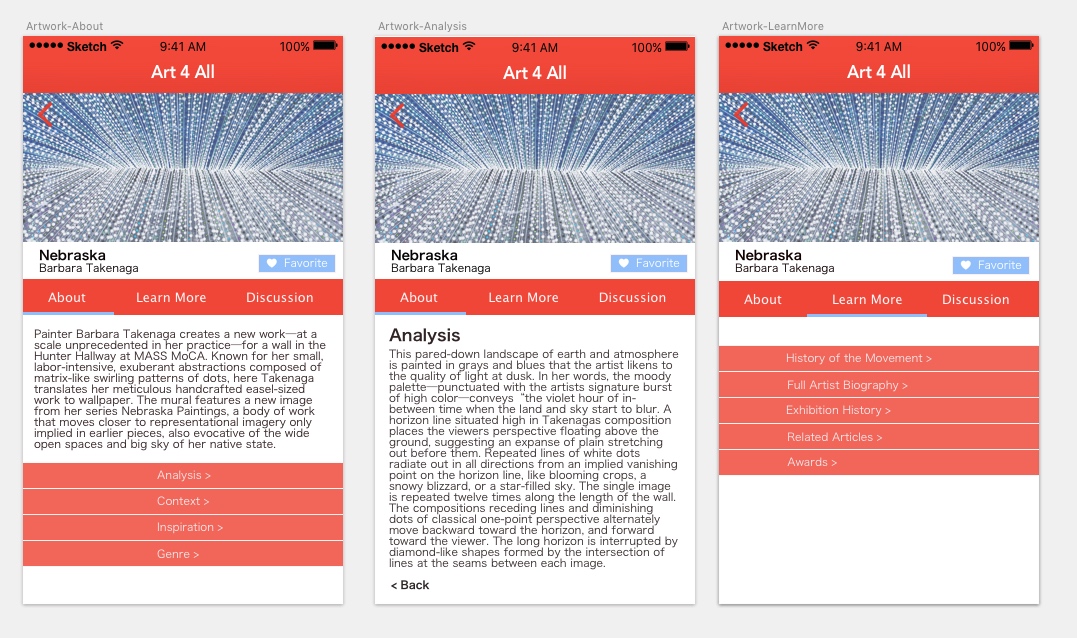 Artwork-About
Sketch 9:41 AM 100%
Art 4 All
Nebraska
Barbara Takenaga
Favorite
About Learn More Discussion
Painter Barbara Takenaga creates a new work—at a
scale unprecedented in her practice—for a wall in the
Hunter Hallway at MASS MoCA. Known for her small,
labor-intensive, exuberant abstractions composed of
matrix-like swirling patterns of dots, here Takenaga
translates her meticulous handcrafted easel-sized
work to wallpaper. The mural features a new image
from her series Nebraska Paintings, a body of work
that moves closer to representational imagery only
implied in earlier pieces, also evocative of the wide
open spaces and big sky of her native state.
Analysis >
Context >
Inspiration >
Genre >
Artwork-Analysis
Sketch 9:41 AM 100%
Art 4 All
Nebraska
Barbara Takenaga
Favorite
About Learn More Discussion
Analysis
This pared-down landscape of earth and atmosphere
is painted in grays and blues that the artist likens to
the quality of light at dusk. In her words, the moody
palette—punctuated with the artists signature burst
of high color—conveys "the violet hour of in-
between time when the land and sky start to blur. A
horizon line situated high in Takenagas composition
places the viewers perspective floating above the
ground, suggesting an expanse of plain stretching
out before them. Repeated lines of white dots
radiate out in all directions from an implied vanishing
point on the horizon line, like blooming crops, a
snowy blizzard, or a star-filled sky. The single image
is repeated twelve times along the length of the wall.
The compositions receding lines and diminishing
dots of classical one-point perspective alternately
move backward toward the horizon, and forward
toward the viewer. The long horizon is interrupted by
diamond-like shapes formed by the intersection of
lines at the seams between each image.
< Back
Artwork-LearnMore
Sketch 9:41 AM 100%
Art 4 All
Nebraska
Barbara Takenaga
Favorite
About Learn More Discussion
History of the Movement >
Full Artist Biography >
Exhibition History >
Related Articles >
Awards >